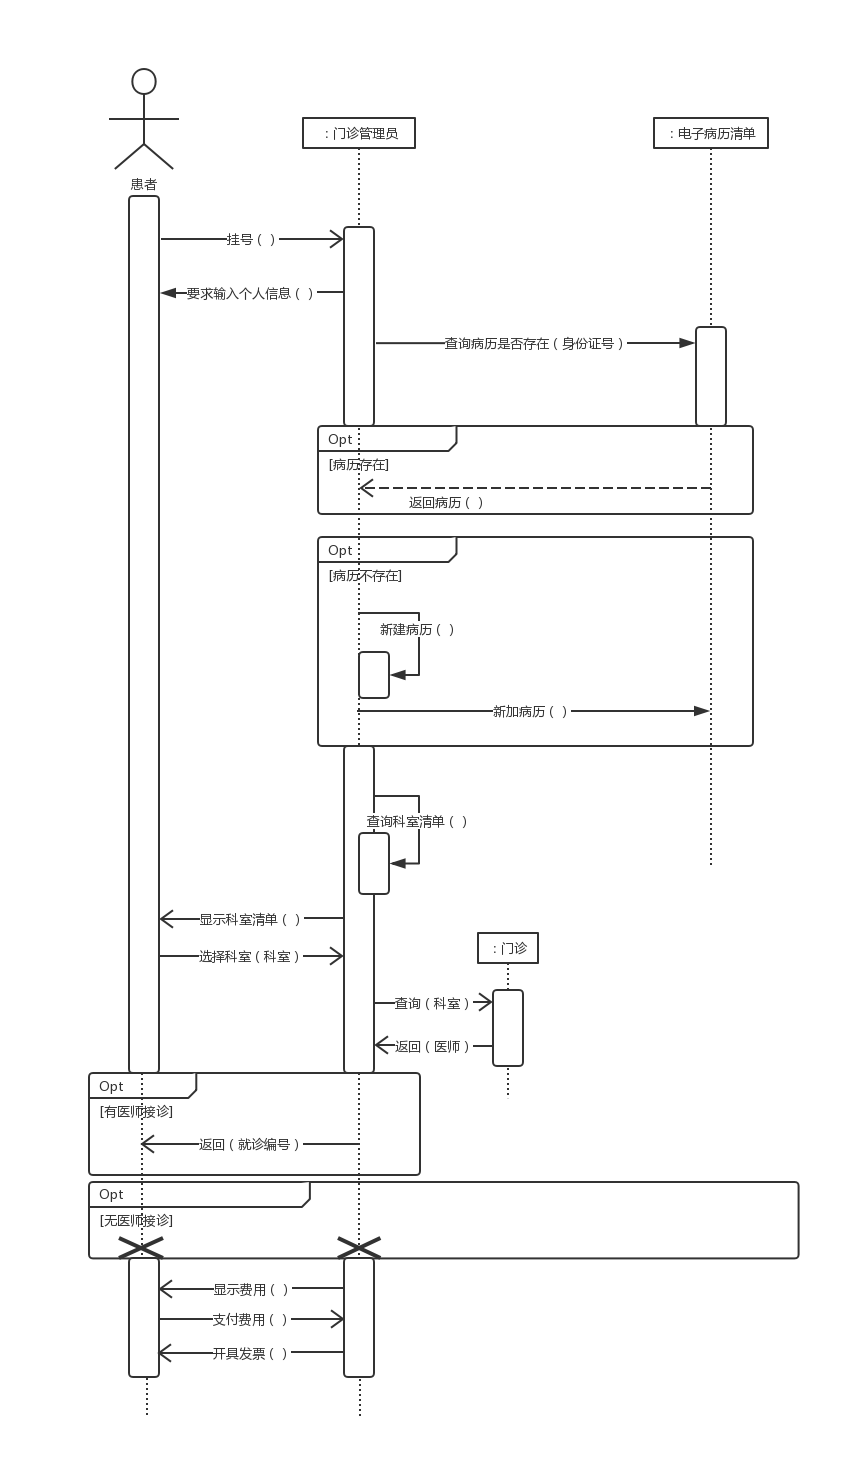 患者
：门诊管理员
：电子病历清单
挂号（ ）
要求输入个人信息（ ）
查询病历是否存在（身份证号）
Opt
[病历存在]
返回病历（ ）
Opt
[病历不存在]
新建病历（ ）
新加病历（ ）
查询科室清单（ ）
显示科室清单（ ）
：门诊
选择科室（科室）
查询（科室）
返回（医师）
Opt
[有医师接诊]
返回（就诊编号）
Opt
[无医师接诊]
显示费用（ ）
支付费用（ ）
开具发票（ ）